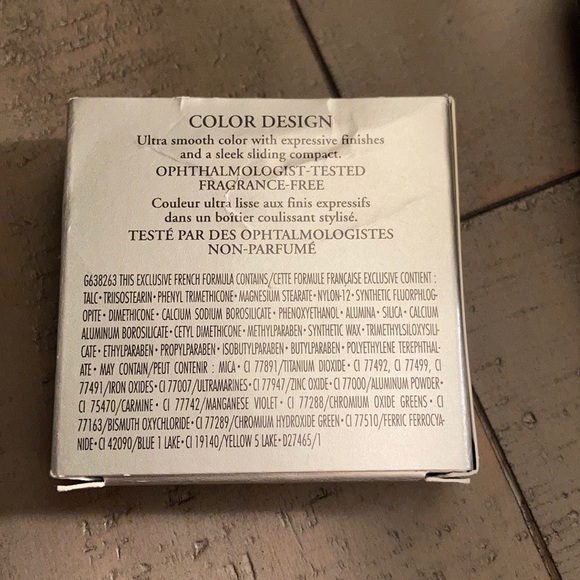 COLOR DESIGN
Ultra smooth color with expressive finishes
and a sleek sliding compact.
OPHTHALMOLOGIST-TESTED
FRAGRANCE-FREE
Couleur ultra lisse aux finis expressifs
dans un boîtier coulissant stylisé.
TESTÉ PAR DES OPHTALMOLOGISTES
NON-PARFUMÉ
G638263 THIS EXCLUSIVE FRENCH FORMULA CONTAINS/CETTE FORMULE FRANÇAISE EXCLUSIVE CONTIENT :
TALC • TRIISOSTEARIN • PHENYL TRIMETHICONE • MAGNESIUM STEARATE • NYLON-12 • SYNTHETIC FLUORPHLOG-
OPITE • DIMETHICONE • CALCIUM SODIUM BOROSILICATE • PHENOXYETHANOL • ALUMINA • SILICA • CALCIUM
ALUMINUM BOROSILICATE • CETYL DIMETHICONE • METHYLPARABEN • SYNTHETIC WAX • TRIMETHYLSILOXYSILI-
CATE • ETHYLPARABEN • PROPYLPARABEN • ISOBUTYLPARABEN • BUTYLPARABEN • POLYETHYLENE TEREPHTHAL-
ATE • MAY CONTAIN/PEUT CONTENIR : MICA • CI 77891/TITANIUM DIOXIDE • CI 77492, CI 77499, CI
77491/IRON OXIDES • CI 77007/ULTRAMARINES • CI 77947/ZINC OXIDE • CI 77000/ALUMINUM POWDER •
CI 75470/CARMINE • CI 77742/MANGANESE VIOLET • CI 77288/CHROMIUM OXIDE GREENS • CI
77163/BISMUTH OXYCHLORIDE • CI 77289/CHROMIUM HYDROXIDE GREEN • CI 77510/FERRIC FERROCYA-
NIDE • CI 42090/BLUE 1 LAKE • CI 19140/YELLOW 5 LAKE • D27465/1